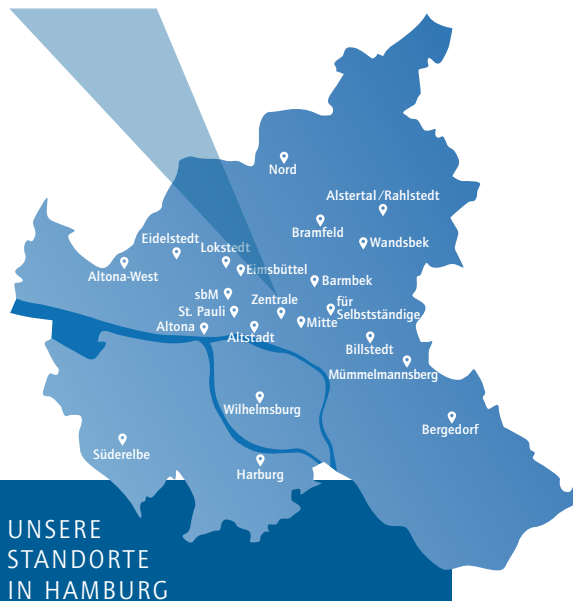 Nord
Alstertal/Rahlstedt
Bramfeld
Wandsbek
Eidelstedt
Lokstedt
Eimsbüttel
Altona-West
Barmbek
sbM
Zentrale
für
Selbstständige
St. Pauli
Mitte
Altona
Altstadt
Billstedt
Mümmelmannsberg
Wilhelmsburg
Bergedorf
Süderelbe
Harburg
UNSERE
STANDORTE
IN HAMBURG